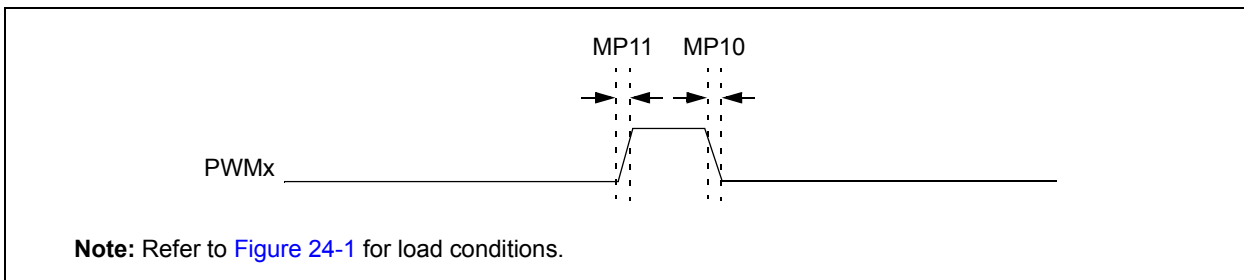 MP11 MP10
PWMx
Note: Refer to Figure 24-1 for load conditions.